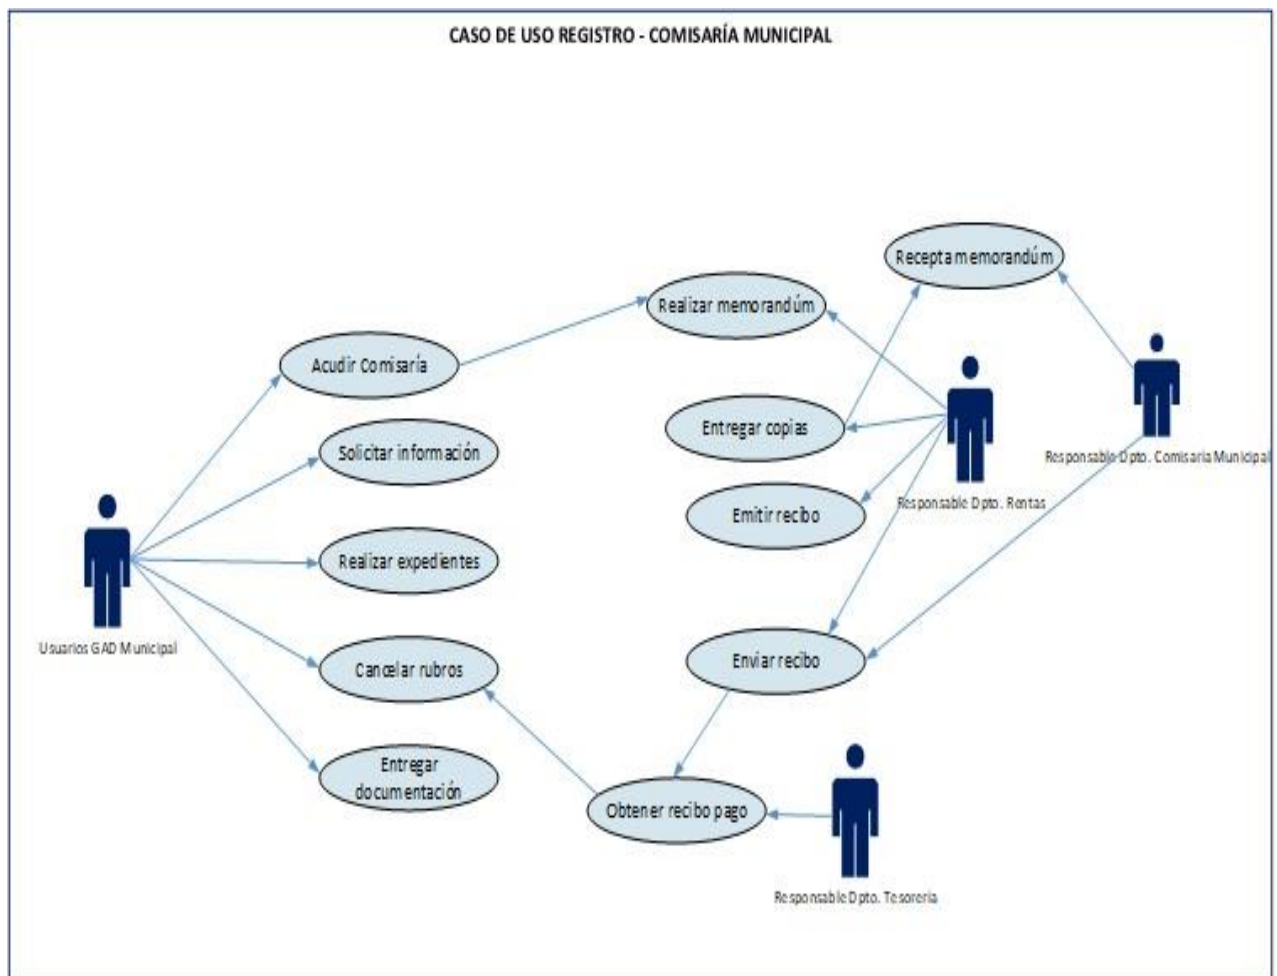 CASO DE USO REGISTRO - COMISARÍA MUNICIPAL
Recepta memorandúm
Realizar memorandúm
Acudir Comisaría
Entregar copias
Solicitar información
Responsable Dpto. Comisaria Municipal
Responsable Dpto. Rentas
Emitir recibo
Realizar expedientes
Usuarios GAD Municipal
Enviar recibo
Cancelar rubros
Entregar
documentación
Obtener recibo pago
Responsable Dpto. Tesoreria